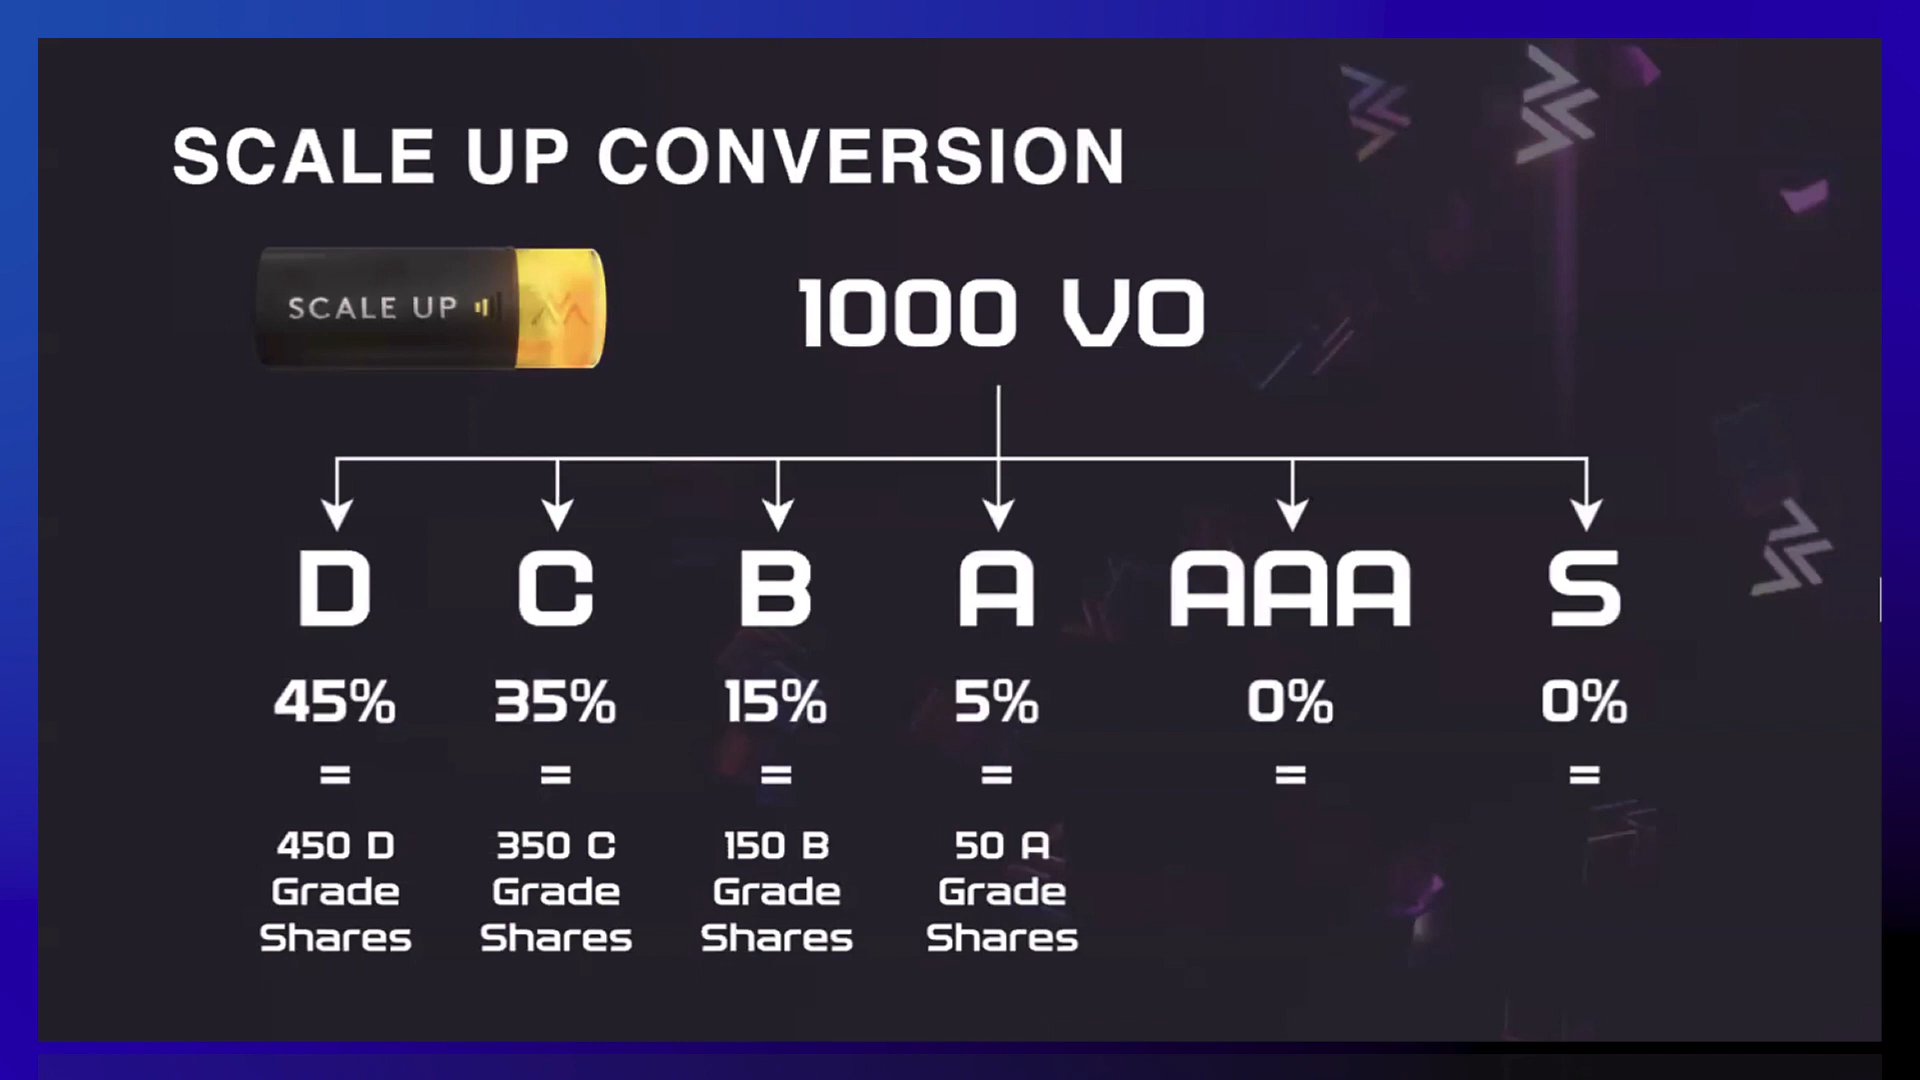 SCALE UP CONVERSION
SCALE UP
1000 VO
D C B A AAA S
45% 35% 15% 5% 0% 0%
= = = = = =
450 D 350 C 150 B 50 A
Grade Grade Grade Grade
Shares Shares Shares Shares